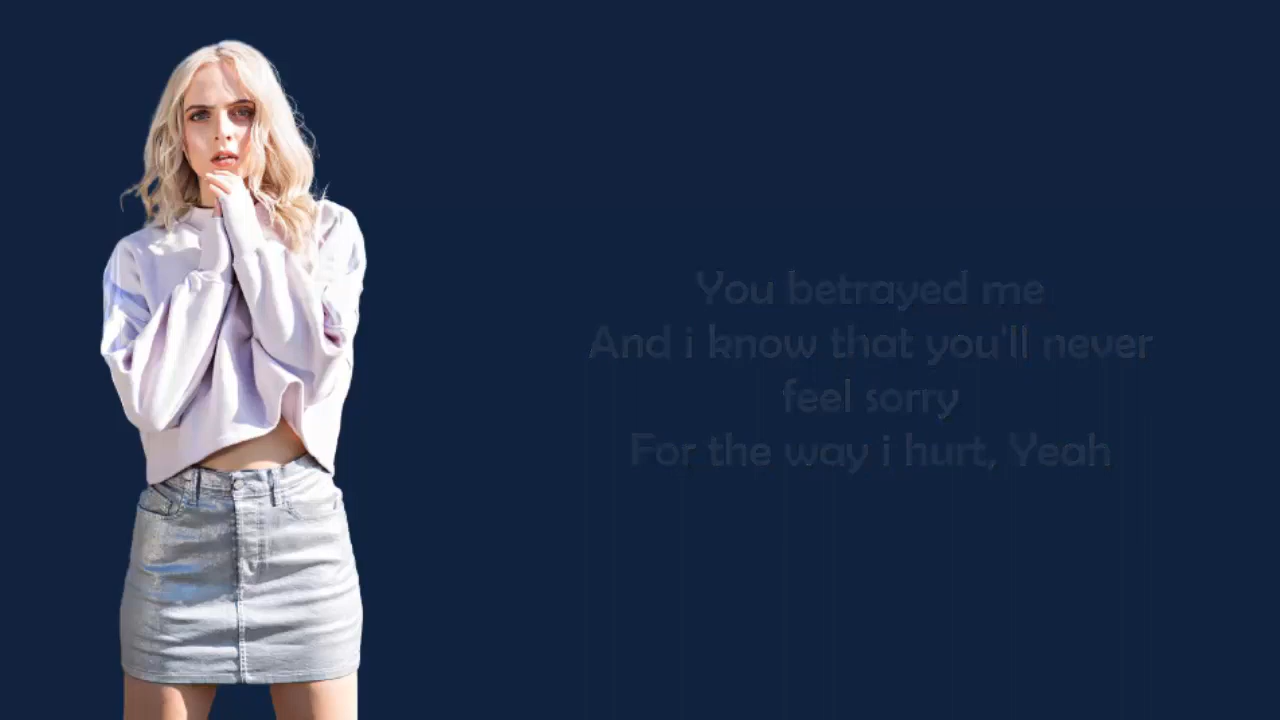 You betrayed me
And i know that you'll never
feel sorry
For the way i hurt, Yeah